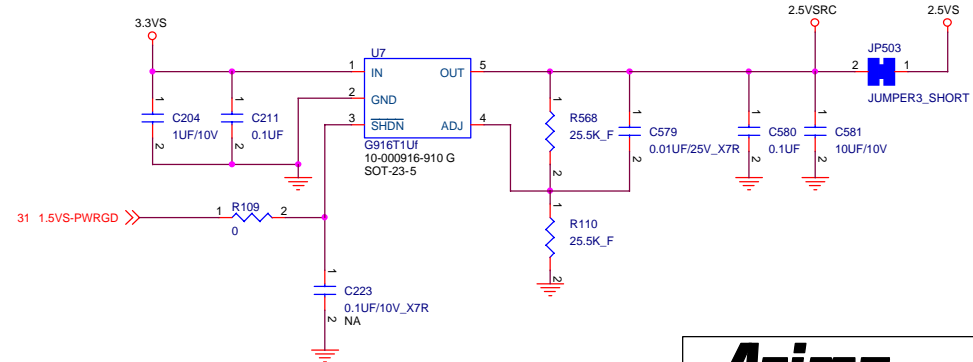 3.3VS
2.5VSRC
2.5VS
U7
JP503
1 IN OUT 5
2 1
2 GND
JUMPER3_SHORT
3 SHDN ADJ 4
1 2
C204
1UF/10V
1 2
C211
0.1UF
G916T1Uf
10-000916-910 G
SOT-23-5
1 2
R568
25.5K_F
1 2
C579
0.01UF/25V_X7R
1 2
C580
0.1UF
1 2
C581
10UF/10V
31 1.5VS-PWRGD
1 R109 2
0
1 2
R110
25.5K_F
1 2
C223
0.1UF/10V_X7R
NA